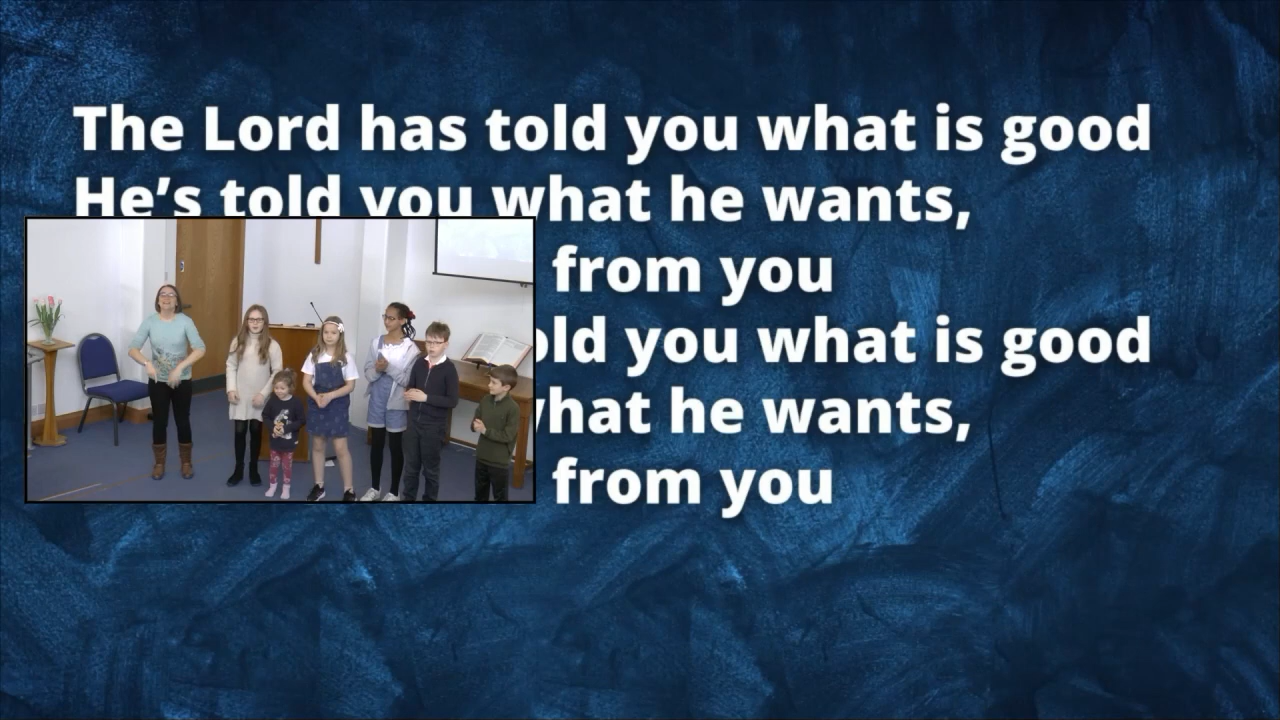 The Lord has told you what is good
He’s told you what he wants,
from you
old you what is good
what he wants,
from you